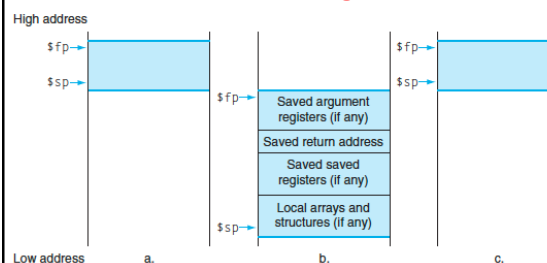 High address
$fp
$sp
$fp
Saved argument
registers (if any)
Saved return address
Saved saved
registers (if any)
Local arrays and
structures (if any)
$sp
$fp
$sp
Low address
a.
b.
c.